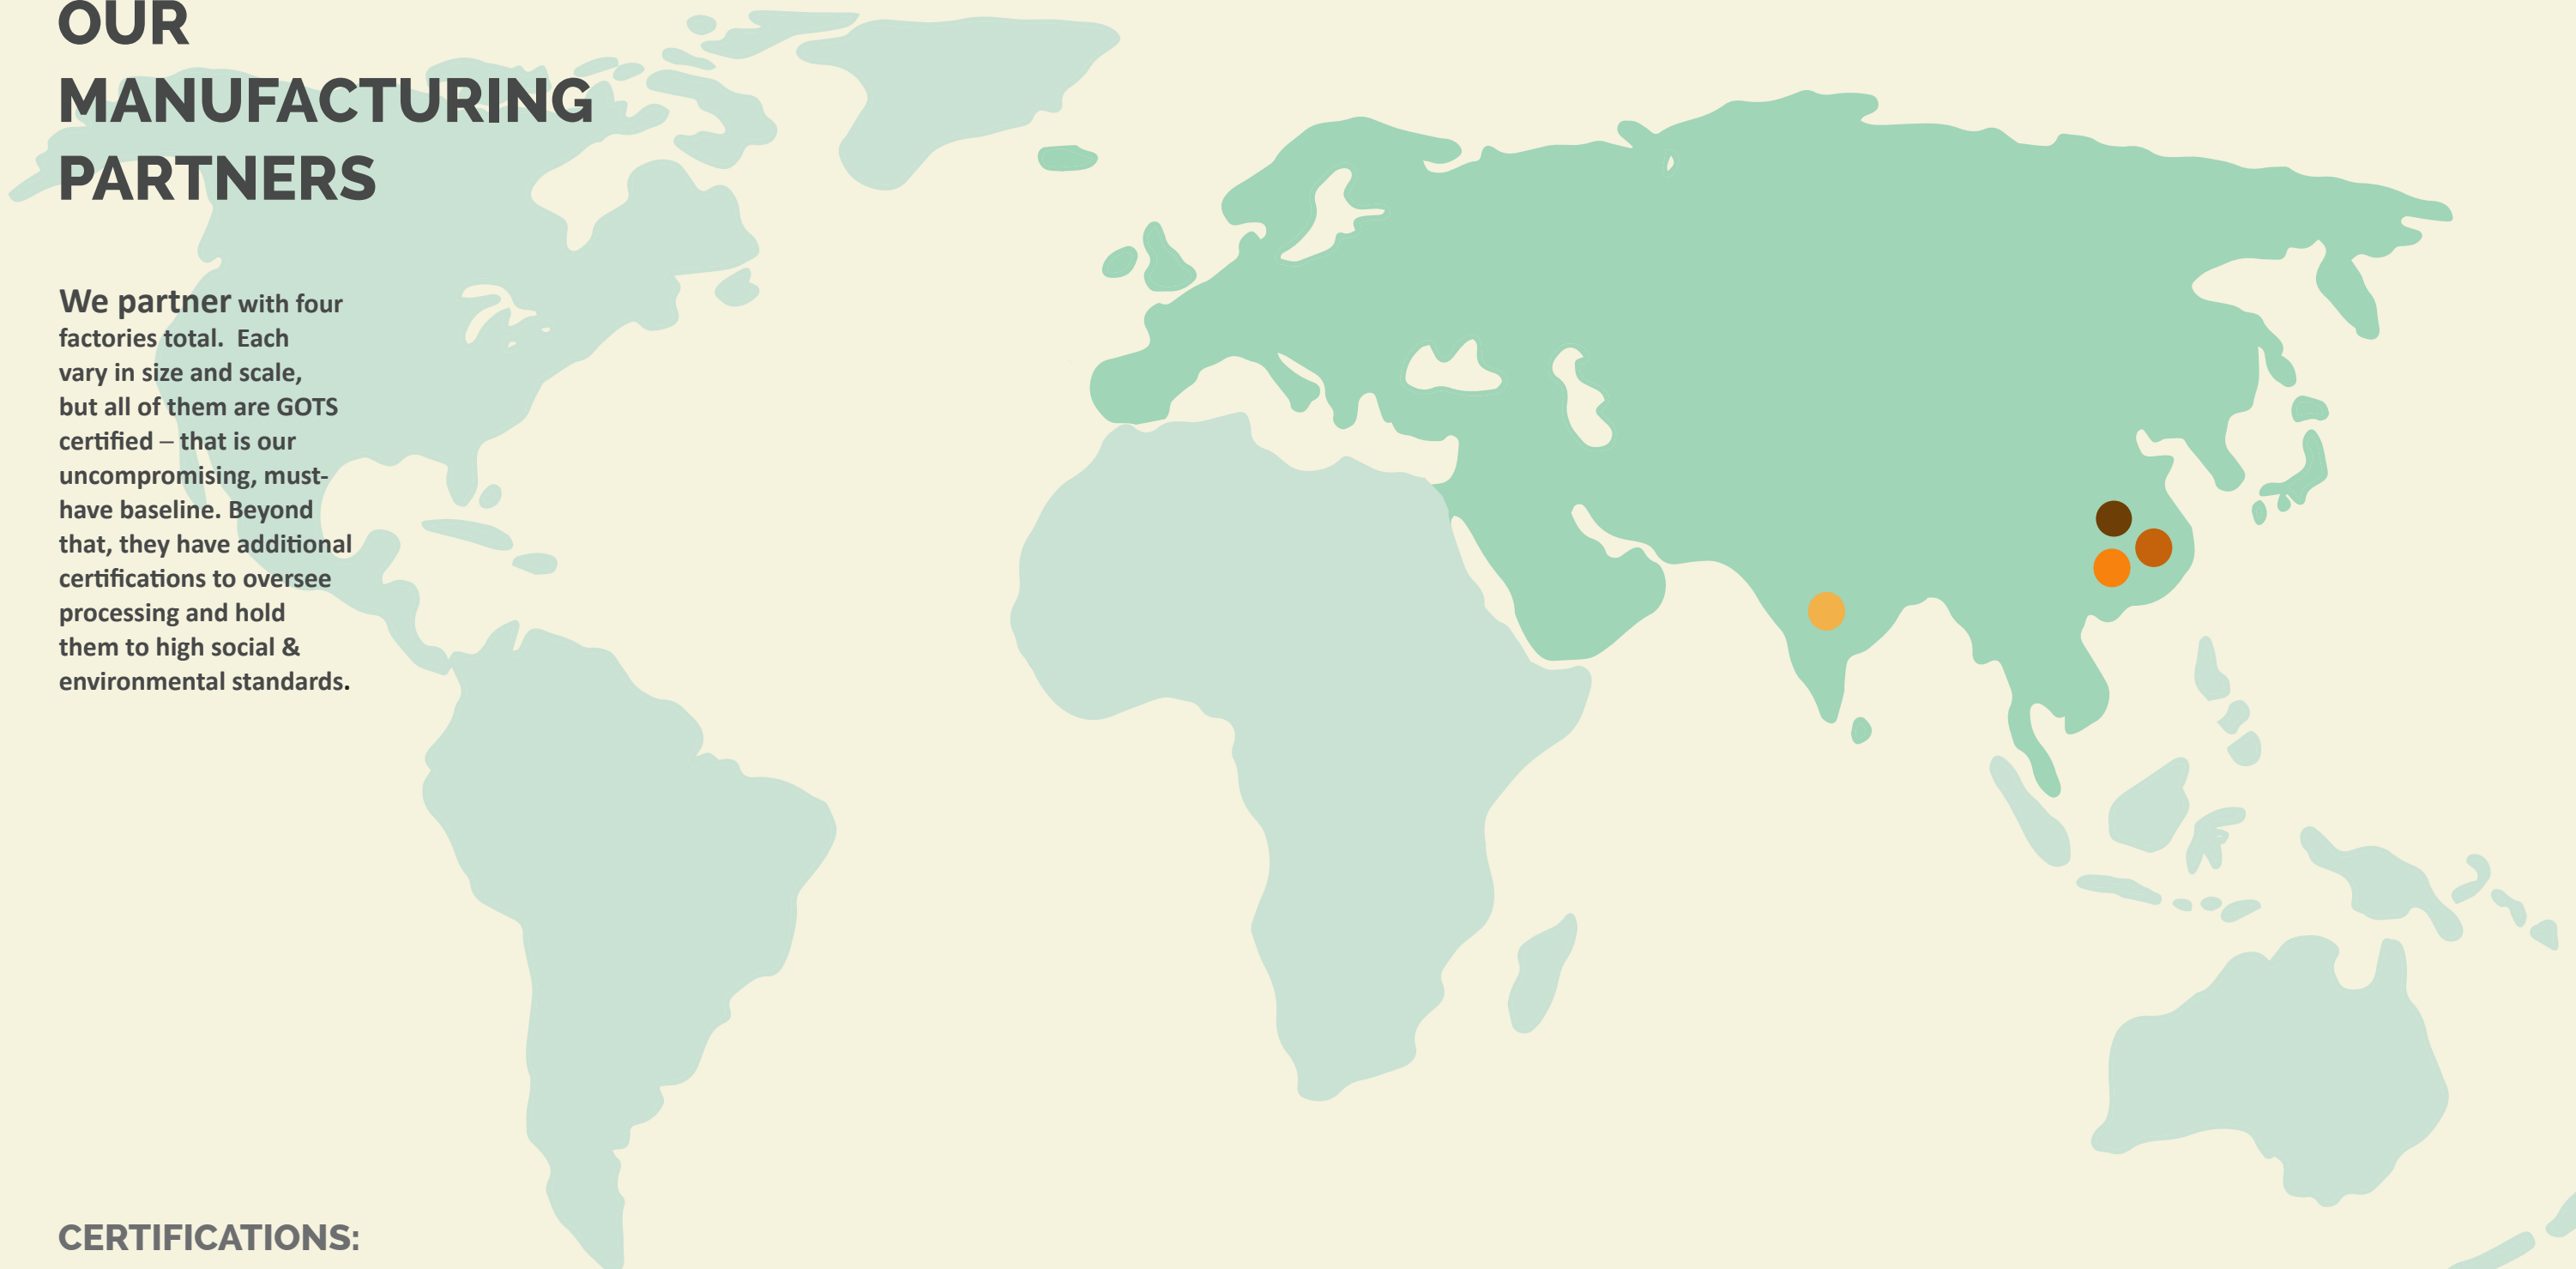 OUR
MANUFACTURING
PARTNERS
We partner with four
factories total.  Each
vary in size and scale,
but all of them are GOTS
certified – that is our
uncompromising, must-
have baseline. Beyond
that, they have additional
certifications to oversee
processing and hold
them to high social &
environmental standards.
CERTIFICATIONS: